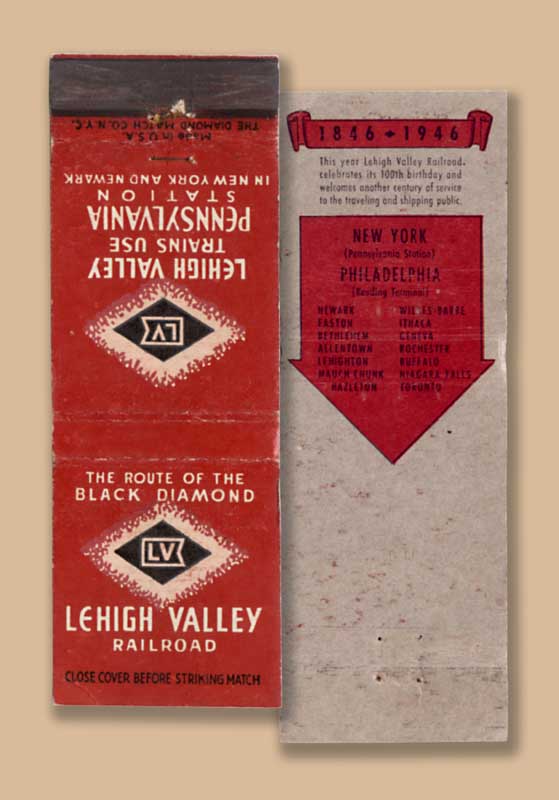 MADE IN U.S.A.
THE DIAMOND MATCH CO. N.Y.C.
LEHIGH VALLEY
TRAINS USE
PENNSYLVANIA
STATION
IN NEW YORK AND NEWARK
LV
THE ROUTE OF THE
BLACK DIAMOND
LV
LEHIGH VALLEY
RAILROAD
CLOSE COVER BEFORE STRIKING MATCH
1846 ◆ 1946
This year Lehigh Valley Railroad
celebrates its 100th birthday and
welcomes another century of service
to the traveling and shipping public.
NEW YORK
(Pennsylvania Station)
PHILADELPHIA
(Reading Terminal)
NEWARK WILKES-BARRE
EASTON ITHACA
BETHLEHEM GENEVA
ALLENTOWN ROCHESTER
LEHIGHTON BUFFALO
MAUCH CHUNK NIAGARA FALLS
HAZLETON TORONTO